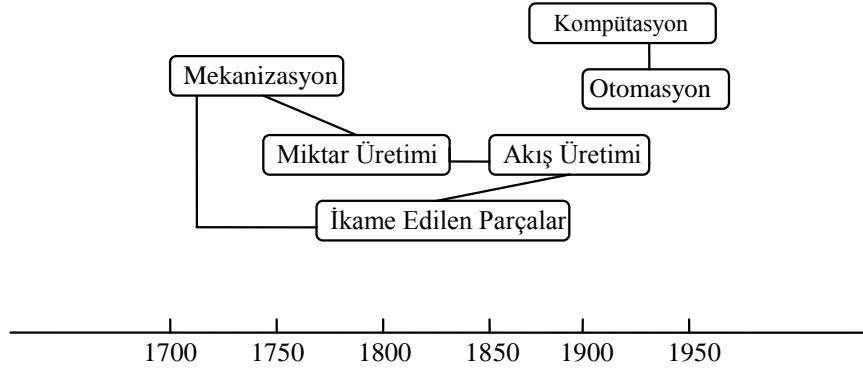 Kompütasyon
Mekanizasyon
Otomasyon
Miktar Üretimi
Akış Üretimi
İkame Edilen Parçalar
1700 1750 1800 1850 1900 1950